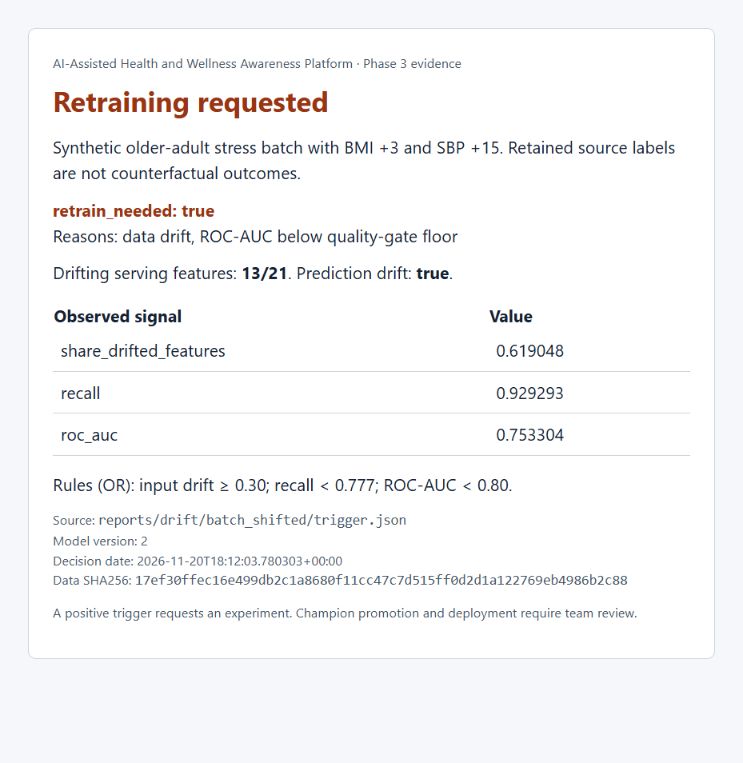 AI-Assisted Health and Wellness Awareness Platform · Phase 3 evidence
Retraining requested
Synthetic older-adult stress batch with BMI +3 and SBP +15. Retained source labels
are not counterfactual outcomes.
retrain_needed: true
Reasons: data drift, ROC-AUC below quality-gate floor
Drifting serving features: 13/21. Prediction drift: true.
Observed signal Value
share_drifted_features 0.619048
recall 0.929293
roc_auc 0.753304
Rules (OR): input drift ≥ 0.30; recall < 0.777; ROC-AUC < 0.80.
Source: reports/drift/batch_shifted/trigger.json
Model version: 2
Decision date: 2026-11-20T18:12:03.780303+00:00
Data SHA256: 17ef30ffec16e499db2c1a8680f11cc47c7d515ff0d2d1a122769eb4986b2c88
A positive trigger requests an experiment. Champion promotion and deployment require team review.